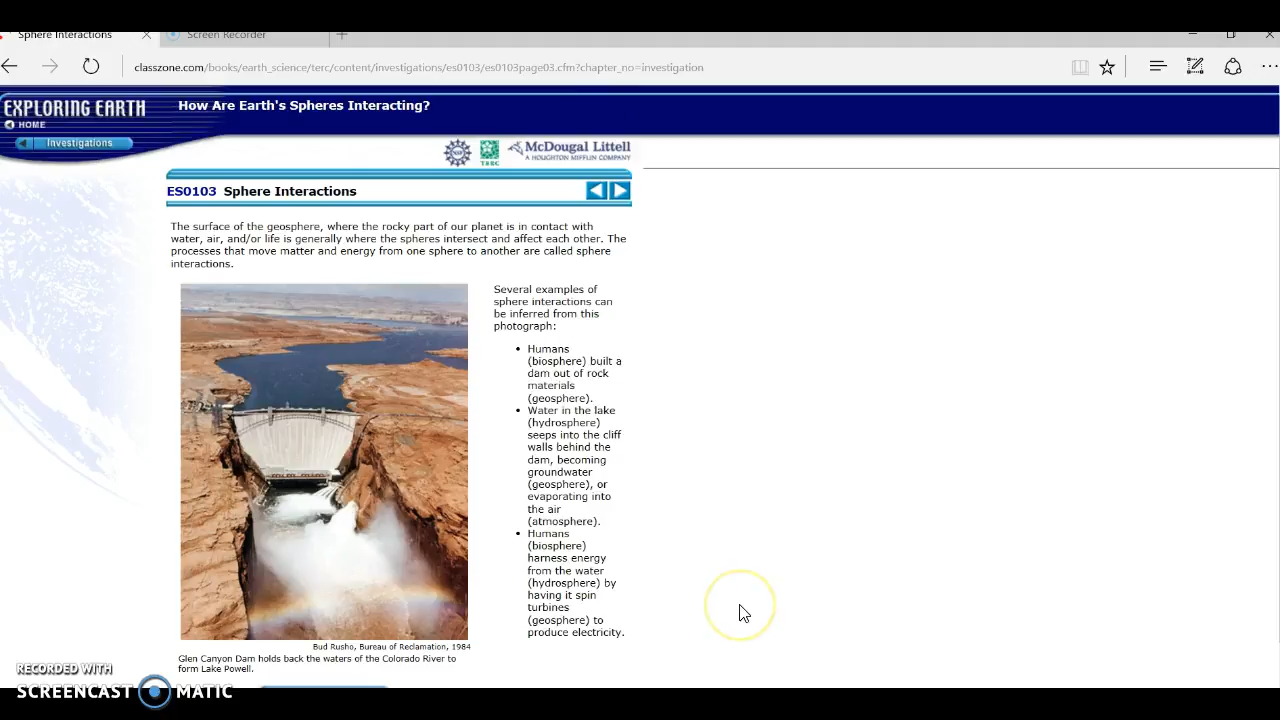 Sphere Interactions
Screen Recorder
classzone.com/books/earth_science/terc/content/investigations/es0103/es0103page03.cfm?chapter_no=investigation
EXPLORING EARTH
HOME
Investigations
How Are Earth's Spheres Interacting?
McDougal Littell
A HOUGHTON MIFFLIN COMPANY
TERC
ES0103 Sphere Interactions
The surface of the geosphere, where the rocky part of our planet is in contact with
water, air, and/or life is generally where the spheres intersect and affect each other. The
processes that move matter and energy from one sphere to another are called sphere
interactions.
Several examples of
sphere interactions can
be inferred from this
photograph:
• Humans
(biosphere) built a
dam out of rock
materials
(geosphere).
• Water in the lake
(hydrosphere)
seeps into the cliff
walls behind the
dam, becoming
groundwater
(geosphere), or
evaporating into
the air
(atmosphere).
• Humans
(biosphere)
harness energy
from the water
(hydrosphere) by
having it spin
turbines
(geosphere) to
produce electricity.
Bud Rusho, Bureau of Reclamation, 1984
Glen Canyon Dam holds back the waters of the Colorado River to
form Lake Powell.
RECORDED WITH
SCREENCAST MATIC